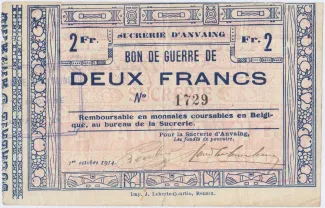 SUCRERIE D'ANVAING
2 Fr. Fr. 2
BON DE GUERRE DE
DEUX FRANCS
No 1729
Remboursable en monnaies coursables en Belgi-
que, au bureau de la Sucrerie.
Pour la Sucrerie d'Anvaing,
Les fondés de pouvoirs,
1er octobre 1914.
Imp. J. Leherte-Courtin, Renaix.